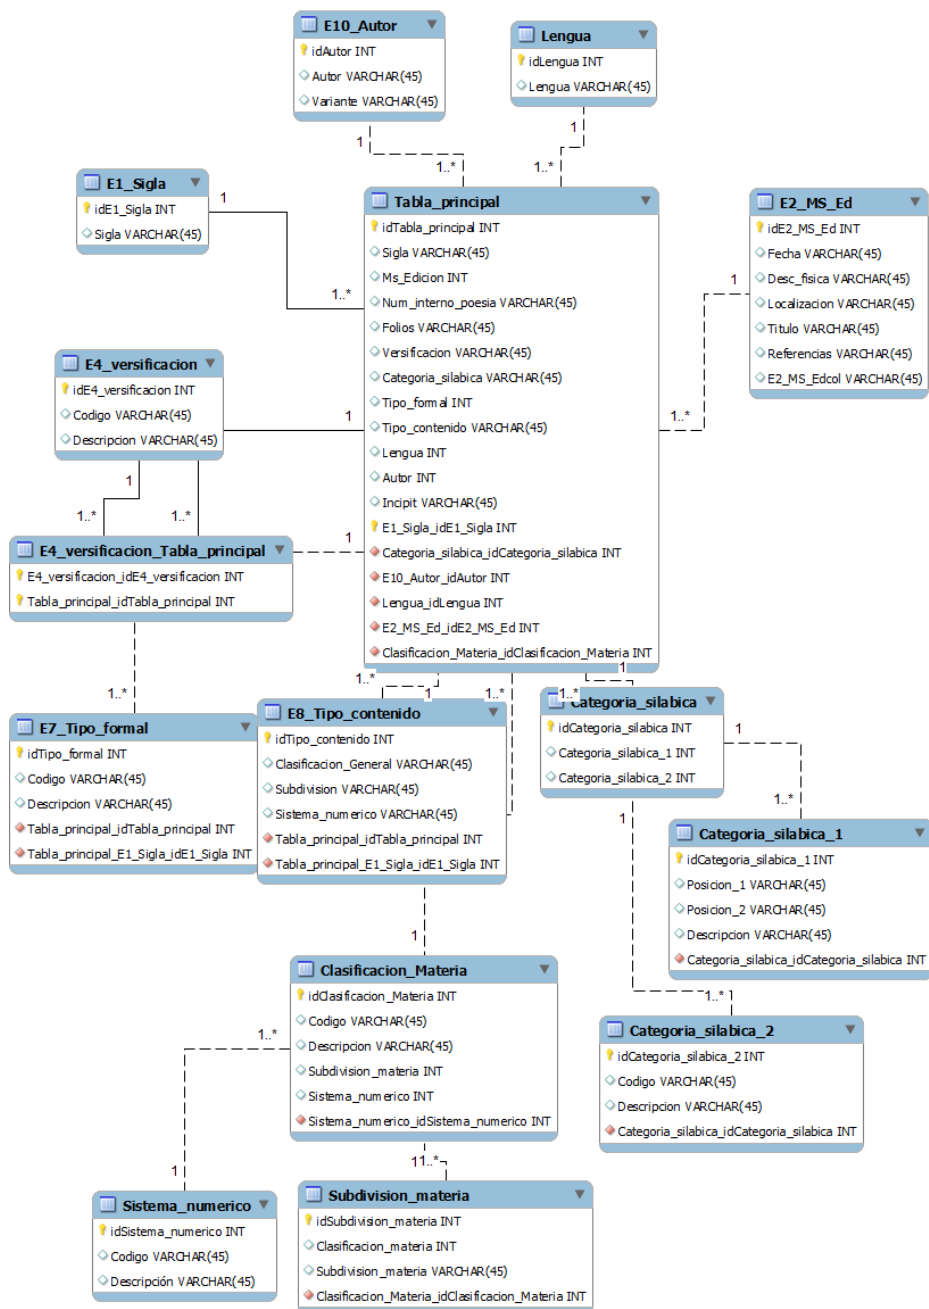 E10_Autor
idAutor INT
Autor VARCHAR(45)
Variante VARCHAR(45)
Lengua
idLengua INT
Lengua VARCHAR(45)
1
1..*
1
1..*
E1_Sigla
idE1_Sigla INT
Sigla VARCHAR(45)
1
1..*
Tabla_principal
idTabla_principal INT
Sigla VARCHAR(45)
Ms_Edicion INT
Num_interno_poesia VARCHAR(45)
Folios VARCHAR(45)
Versificacion VARCHAR(45)
Categoria_silabica VARCHAR(45)
Tipo_formal INT
Tipo_contenido VARCHAR(45)
Lengua INT
Autor INT
Incipit VARCHAR(45)
E1_Sigla_idE1_Sigla INT
Categoria_silabica_idCategoria_silabica INT
E10_Autor_idAutor INT
Lengua_idLengua INT
E2_MS_Ed_idE2_MS_Ed INT
Clasificacion_Materia_idClasificacion_Materia INT
E2_MS_Ed
idE2_MS_Ed INT
Fecha VARCHAR(45)
Desc_fisica VARCHAR(45)
Localizacion VARCHAR(45)
Titulo VARCHAR(45)
Referencias VARCHAR(45)
E2_MS_Edcol VARCHAR(45)
1
1..*
E4_versificacion
idE4_versificacion INT
Codigo VARCHAR(45)
Descripcion VARCHAR(45)
1
1
1..*
1..*
E4_versificacion_Tabla_principal
E4_versificacion_idE4_versificacion INT
Tabla_principal_idTabla_principal INT
1
1..*
E7_Tipo_formal
idTipo_formal INT
Codigo VARCHAR(45)
Descripcion VARCHAR(45)
Tabla_principal_idTabla_principal INT
Tabla_principal_E1_Sigla_idE1_Sigla INT
1..*
1
1..*
E8_Tipo_contenido
idTipo_contenido INT
Clasificacion_General VARCHAR(45)
Subdivision VARCHAR(45)
Sistema_numerico VARCHAR(45)
Tabla_principal_idTabla_principal INT
Tabla_principal_E1_Sigla_idE1_Sigla INT
1
1..*
Categoría_silabica
idCategoria_silabica INT
Categoria_silabica_1 INT
Categoria_silabica_2 INT
1
1..*
1
Categoria_silabica_1
idCategoria_silabica_1 INT
Posicion_1 VARCHAR(45)
Posicion_2 VARCHAR(45)
Descripcion VARCHAR(45)
Categoria_silabica_idCategoria_silabica INT
1
Clasificacion_Materia
idClasificacion_Materia INT
Codigo VARCHAR(45)
Descripcion VARCHAR(45)
Subdivision_materia INT
Sistema_numerico INT
Sistema_numerico_idSistema_numerico INT
1..*
1..*
Categoria_silabica_2
idCategoria_silabica_2 INT
Codigo VARCHAR(45)
Descripcion VARCHAR(45)
Categoria_silabica_idCategoria_silabica INT
1
11..*
Sistema_numerico
idSistema_numerico INT
Codigo VARCHAR(45)
Descripción VARCHAR(45)
Subdivision_materia
idSubdivision_materia INT
Clasificacion_materia INT
Subdivision_materia VARCHAR(45)
Clasificacion_Materia_idClasificacion_Materia INT